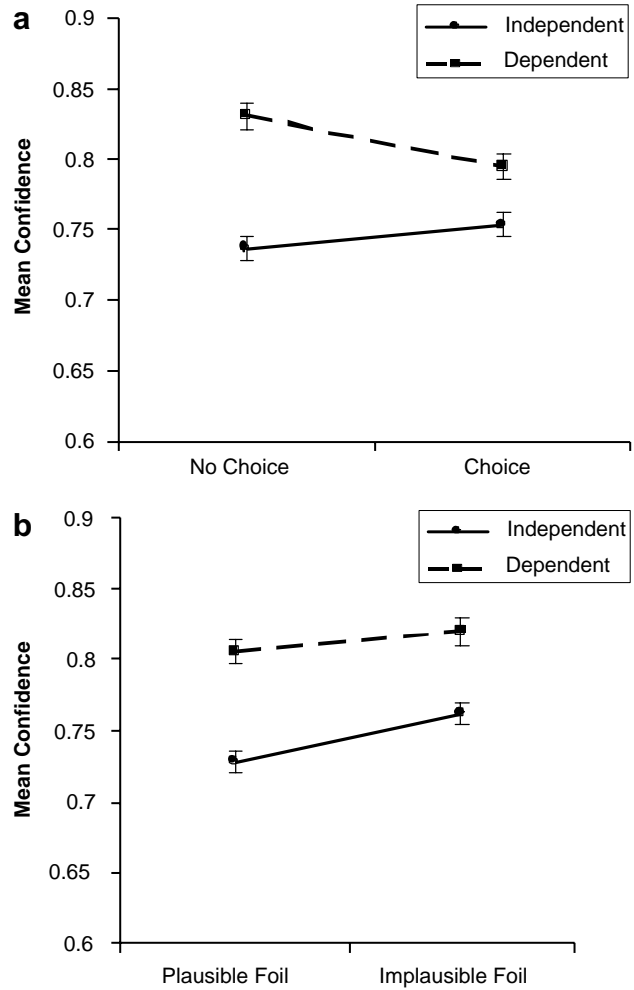 a
Independent
Dependent
Mean Confidence
0.9
0.85
0.8
0.75
0.7
0.65
0.6
No Choice Choice
b
Independent
Dependent
Mean Confidence
0.9
0.85
0.8
0.75
0.7
0.65
0.6
Plausible Foil Implausible Foil